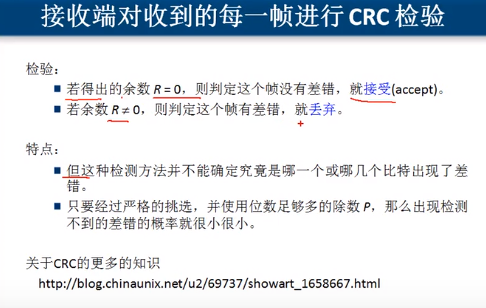 接收端对收到的每一帧进行 CRC 检验
检验：
若得出的余数 R = 0，则判定这个帧没有差错，就接受(accept)。
若余数 R ≠ 0，则判定这个帧有差错，就丢弃。
特点：
但这种检测方法并不能确定究竟是哪一个或哪几个比特出现了差
错。
只要经过严格的挑选，并使用位数足够多的除数 P，那么出现检测
不到的差错的概率就很小很小。
关于CRC的更多的知识
http://blog.chinaunix.net/u2/69737/showart_1658667.html